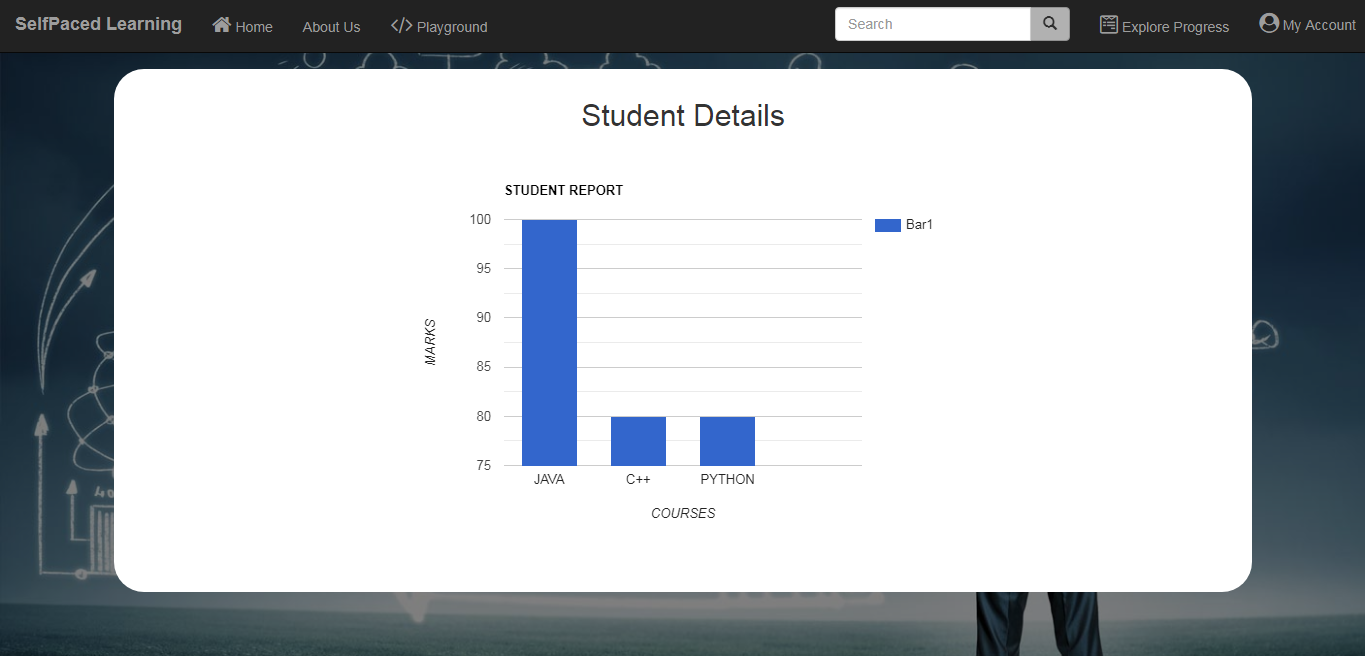 SelfPaced Learning
Home
About Us
</> Playground
Search
Explore Progress
My Account
Student Details
STUDENT REPORT
100
95
90
85
80
75
MARKS
Bar1
JAVA
C++
PYTHON
COURSES